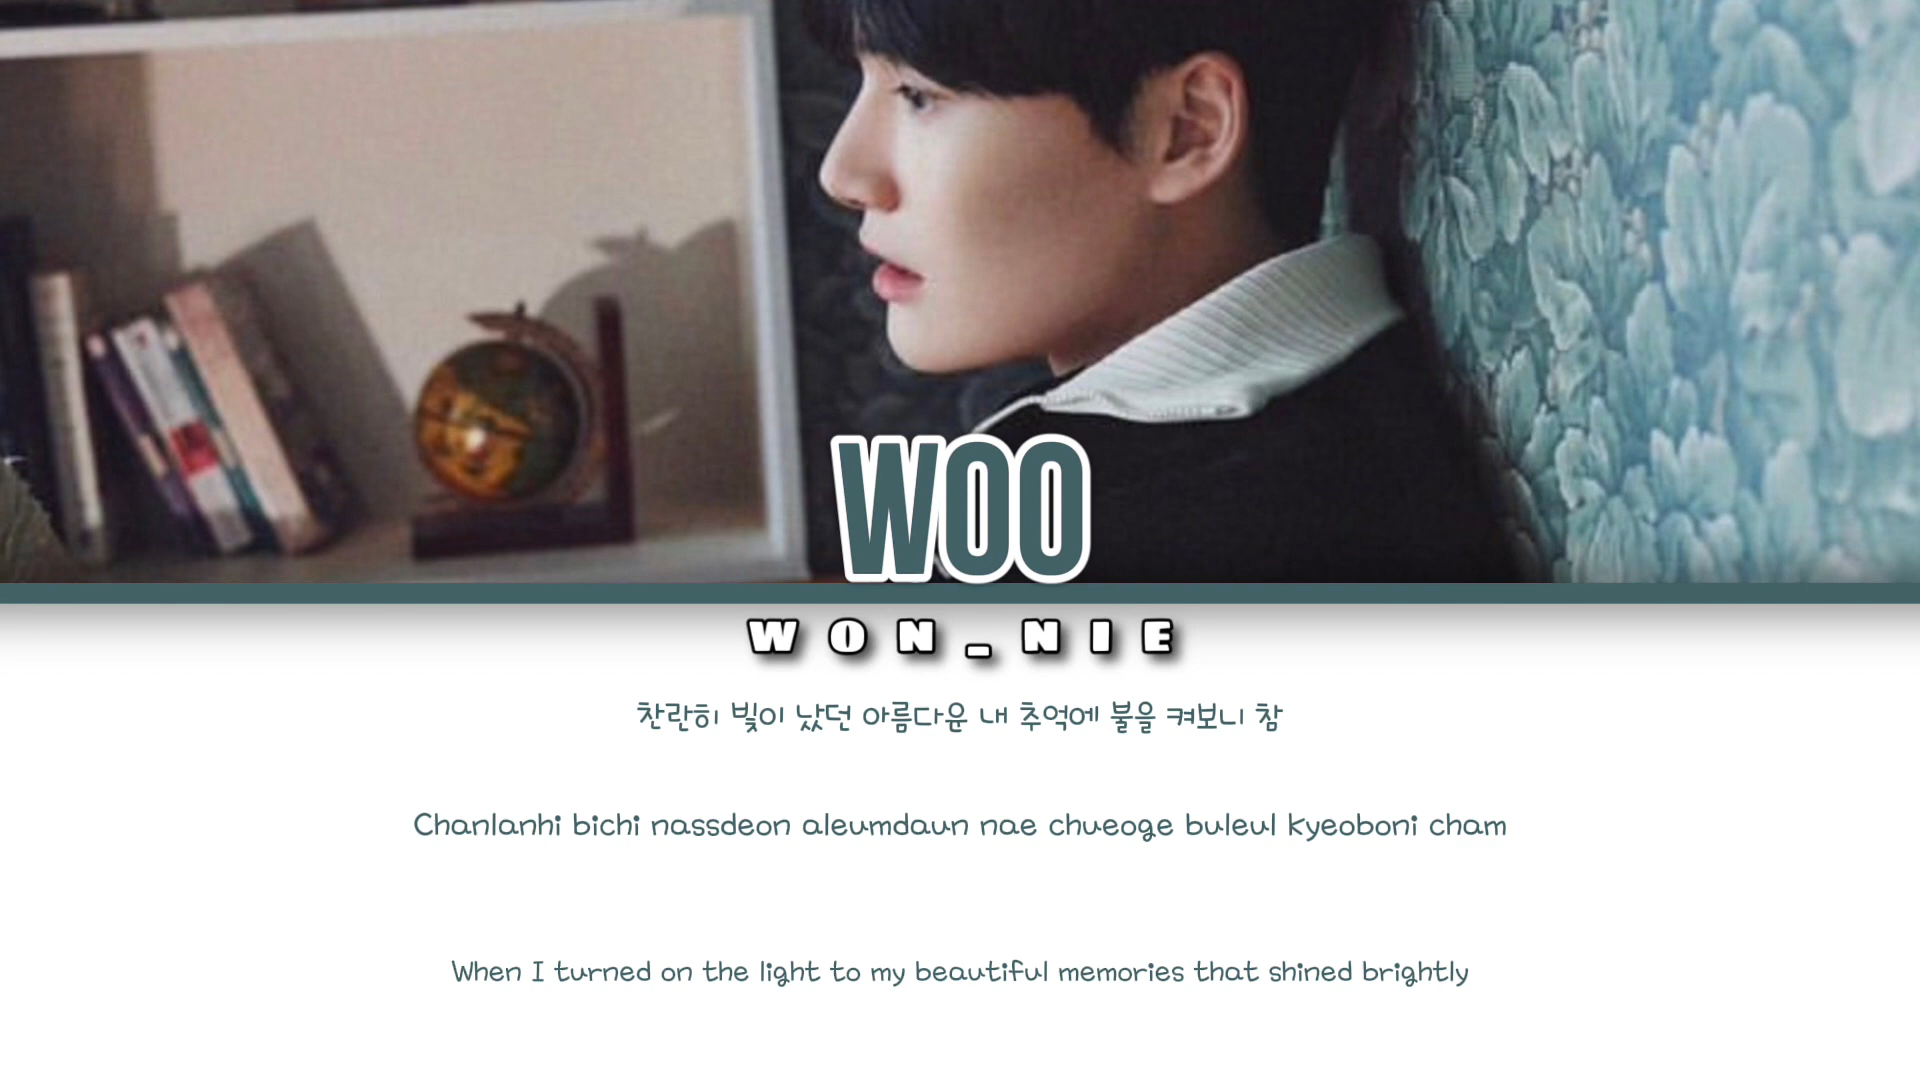 WOO
WON_NIE
찬란히 빛이 났던 아름다운 내 추억에 불을 켜보니 참
Chanlanhi bichi nassdeon aleumdaun nae chueoge buleul kyeoboni cham
When I turned on the light to my beautiful memories that shined brightly